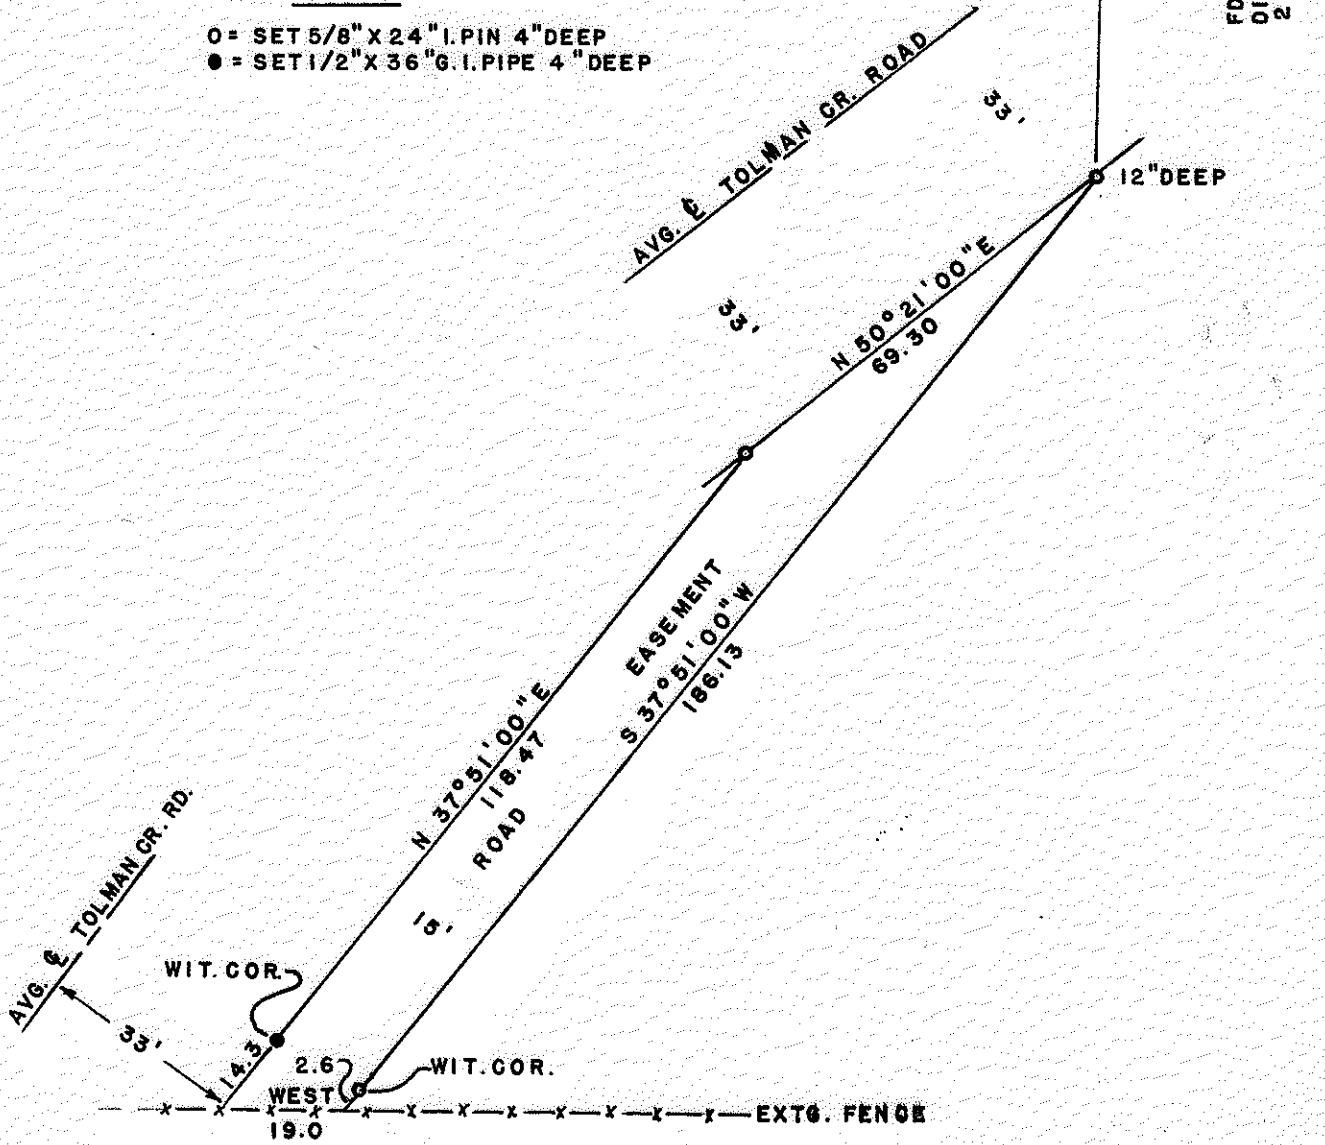 O = SET 5/8" X 24" I. PIN 4" DEEP
● = SET 1/2" X 36" G.I. PIPE 4" DEEP
FD
2
AVG. ℄ TOLMAN CR. ROAD
33'
12" DEEP
33'
N 50° 21' 00" E
69.30
EASEMENT
S 37° 51' 00" W
186.13
N 37° 51' 00" E
118.47
ROAD
15'
AVG. ℄ TOLMAN CR. RD.
33'
WIT. COR.
14.3
2.6
WIT. COR.
WEST
EXTG. FENCE
19.0